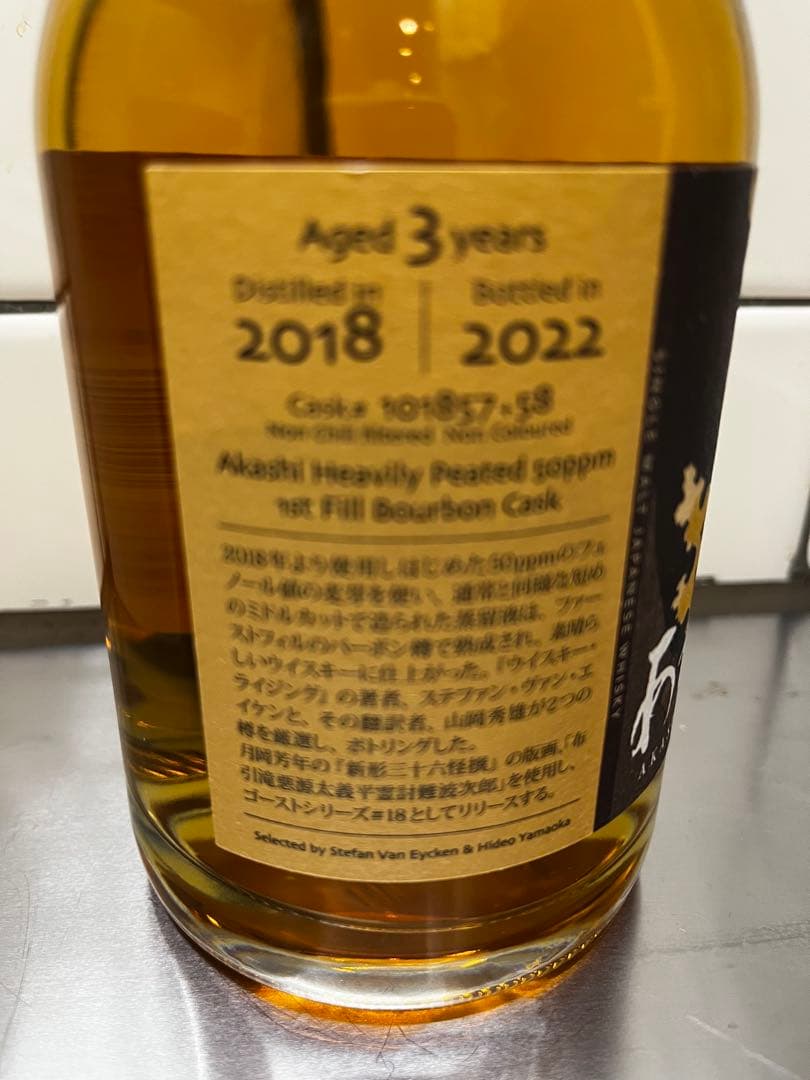 Aged 3 years
Distilled in
Bottled in
2018
2022
Cask# 101857+58
Non Chill filtered Non Coloured
Akashi Heavilly Peated 50ppm
1st Fill Bourbon Cask
2018年より使用しはじめた50ppmのフェ
ノール値の麦芽を使い、通常と同様な短め
のミドルカットで造られた蒸留液は、ファー
ストフィルのバーボン樽で熟成され、素晴ら
しいウイスキーに仕上がった。「ウイスキー・
ライジング」の著者、ステファン・ヴァン・エ
イケンと、その翻訳者、山岡秀雄が2つの
樽を厳選し、ボトリングした。
月岡芳年の「新形三十六怪撰」の版画、「布
引滝悪源太義平霊討難波次郎」を使用し、
ゴーストシリーズ#18としてリリースする。
Selected by Stefan Van Eycken & Hideo Yamaoka
SINGLE MALT JAPANESE WHISKY
あ
AKA